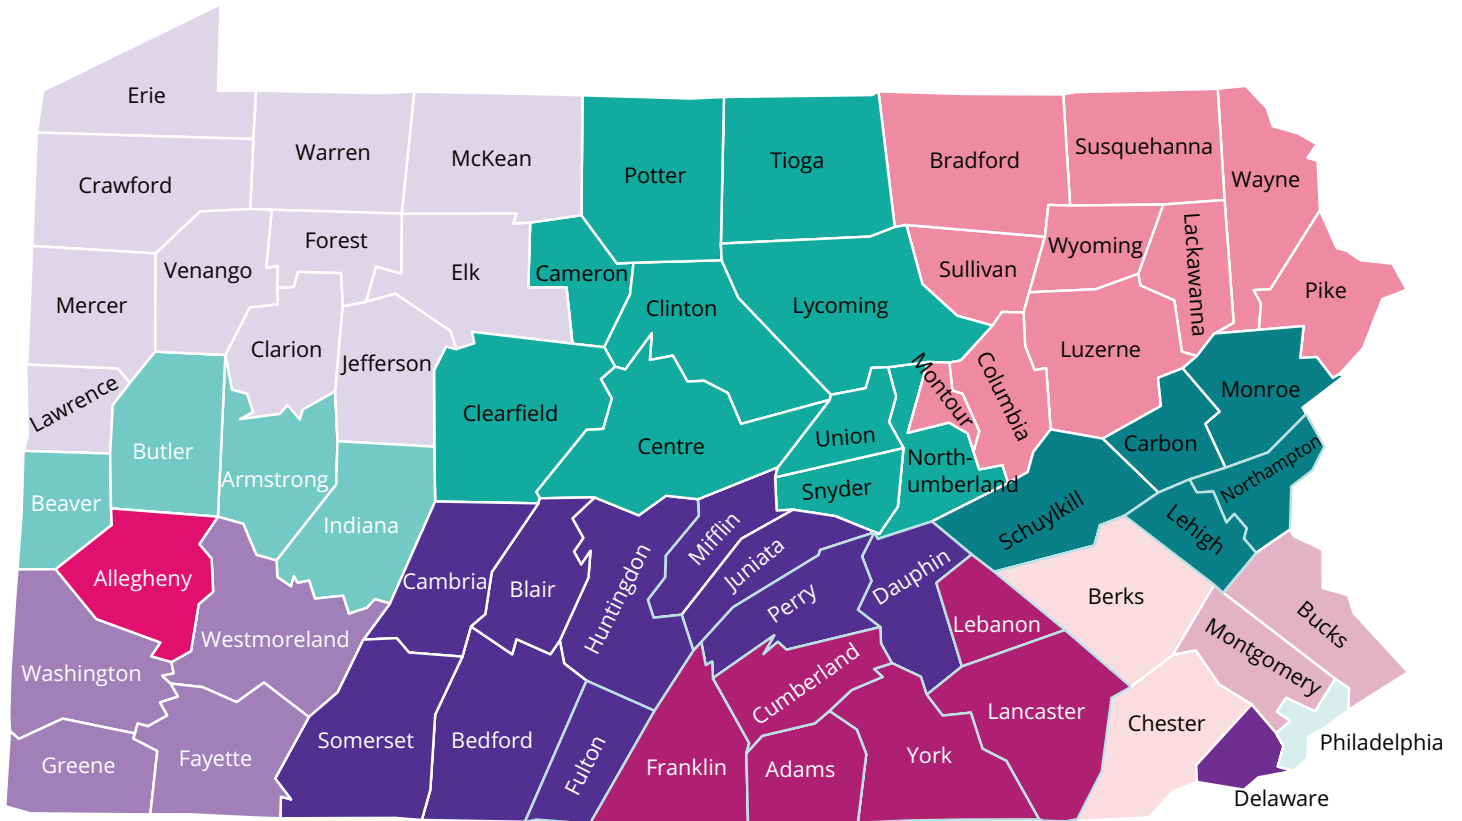 Erie
Warren
McKean
Potter
Tioga
Bradford
Susquehanna
Wayne
Crawford
Forest
Venango
Elk
Cameron
Clinton
Lycoming
Sullivan
Wyoming
Lackawanna
Pike
Mercer
Clarion
Jefferson
Luzerne
Lawrence
Clearfield
Centre
Union
Montour
Columbia
Monroe
Carbon
Butler
Armstrong
Snyder
North-
umberland
Northampton
Beaver
Indiana
Mifflin
Schuylkill
Lehigh
Allegheny
Cambria
Blair
Huntingdon
Juniata
Perry
Dauphin
Berks
Bucks
Westmoreland
Lebanon
Montgomery
Washington
Cumberland
Lancaster
Chester
Somerset
Bedford
Philadelphia
Greene
Fayette
Fulton
Franklin
Adams
York
Delaware